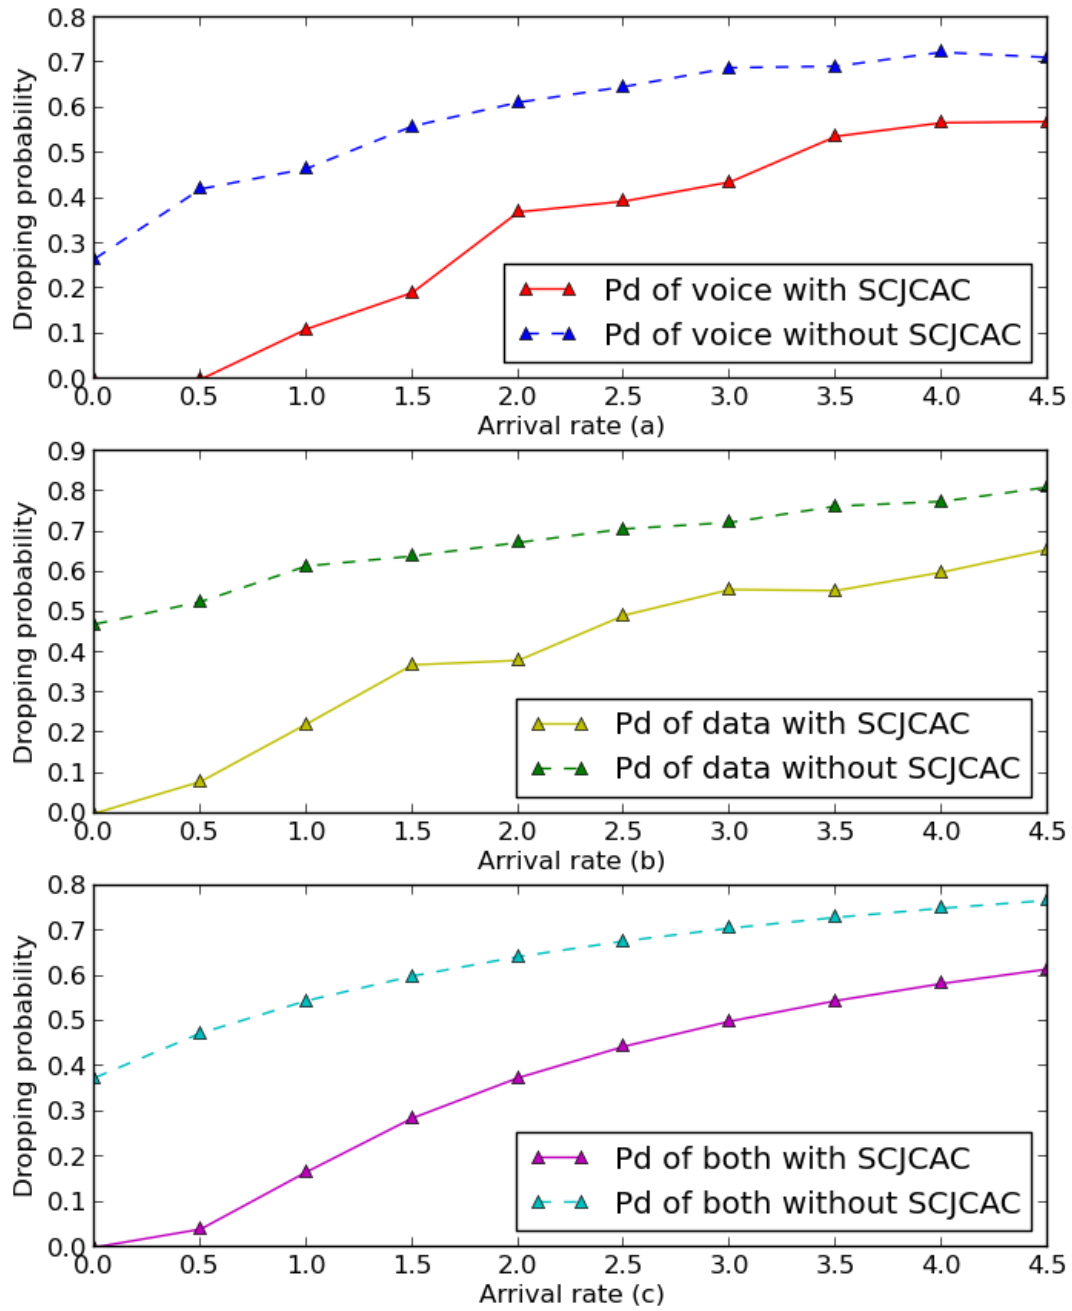 0.8
0.7
0.6
0.5
0.4
0.3
0.2
0.1
0.0
Dropping probability
Pd of voice with SCJCAC
Pd of voice without SCJCAC
0.0 0.5 1.0 1.5 2.0 2.5 3.0 3.5 4.0 4.5
Arrival rate (a)
0.9
0.8
0.7
0.6
0.5
0.4
0.3
0.2
0.1
0.0
Dropping probability
Pd of data with SCJCAC
Pd of data without SCJCAC
0.0 0.5 1.0 1.5 2.0 2.5 3.0 3.5 4.0 4.5
Arrival rate (b)
0.8
0.7
0.6
0.5
0.4
0.3
0.2
0.1
0.0
Dropping probability
Pd of both with SCJCAC
Pd of both without SCJCAC
0.0 0.5 1.0 1.5 2.0 2.5 3.0 3.5 4.0 4.5
Arrival rate (c)